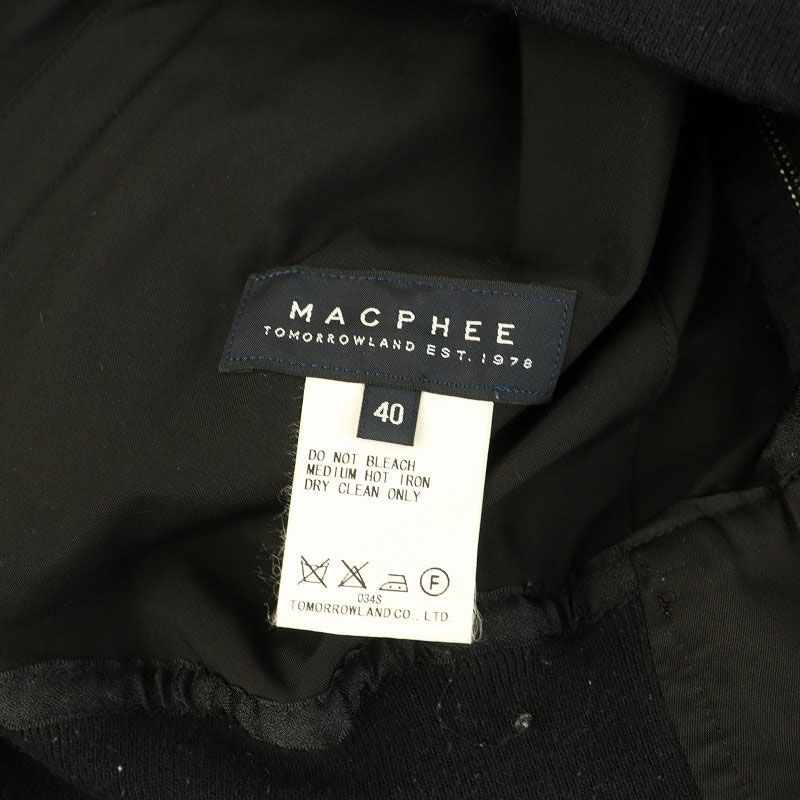 MACPHEE
TOMORROWLAND EST. 1978
40
DO NOT BLEACH
MEDIUM HOT IRON
DRY CLEAN ONLY
F
034S
TOMORROWLAND CO., LTD.